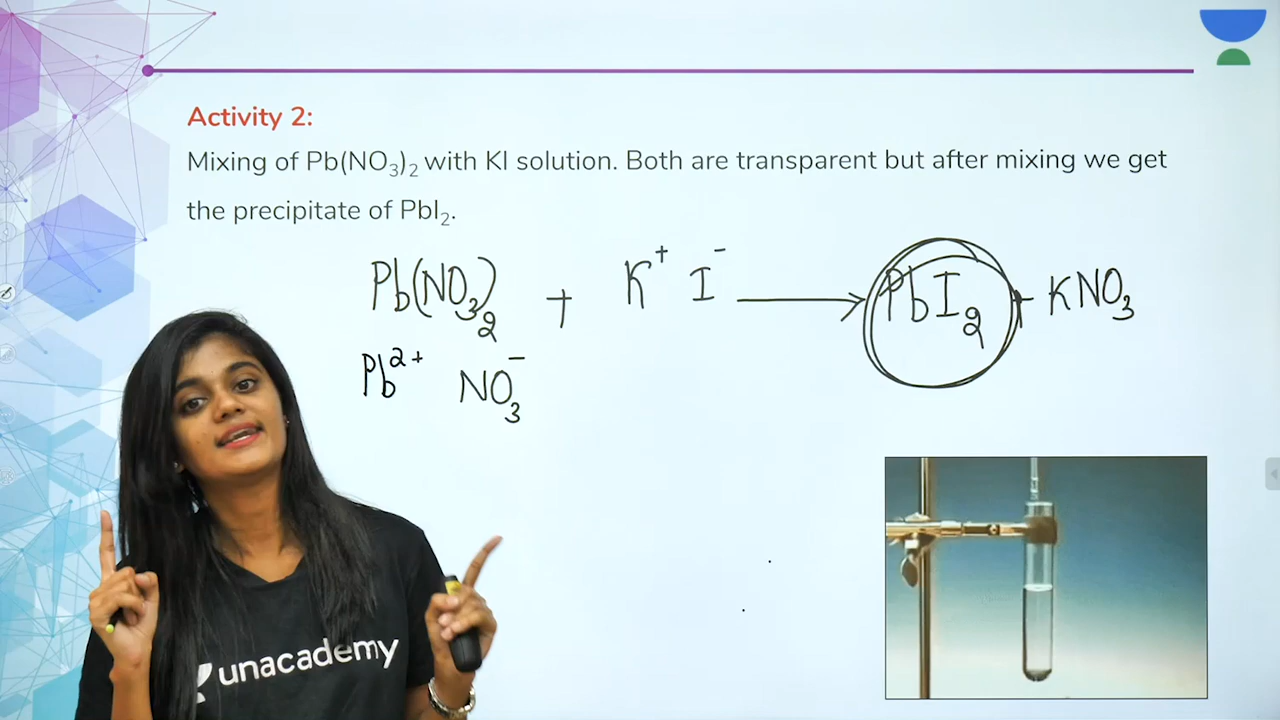 Activity 2:
Mixing of Pb(NO₃)₂ with KI solution. Both are transparent but after mixing we get
the precipitate of PbI₂.
Pb(NO₃)₂ + K⁺ I⁻ ⟶ PbI₂ + KNO₃
Pb²⁺ NO₃⁻
unacademy